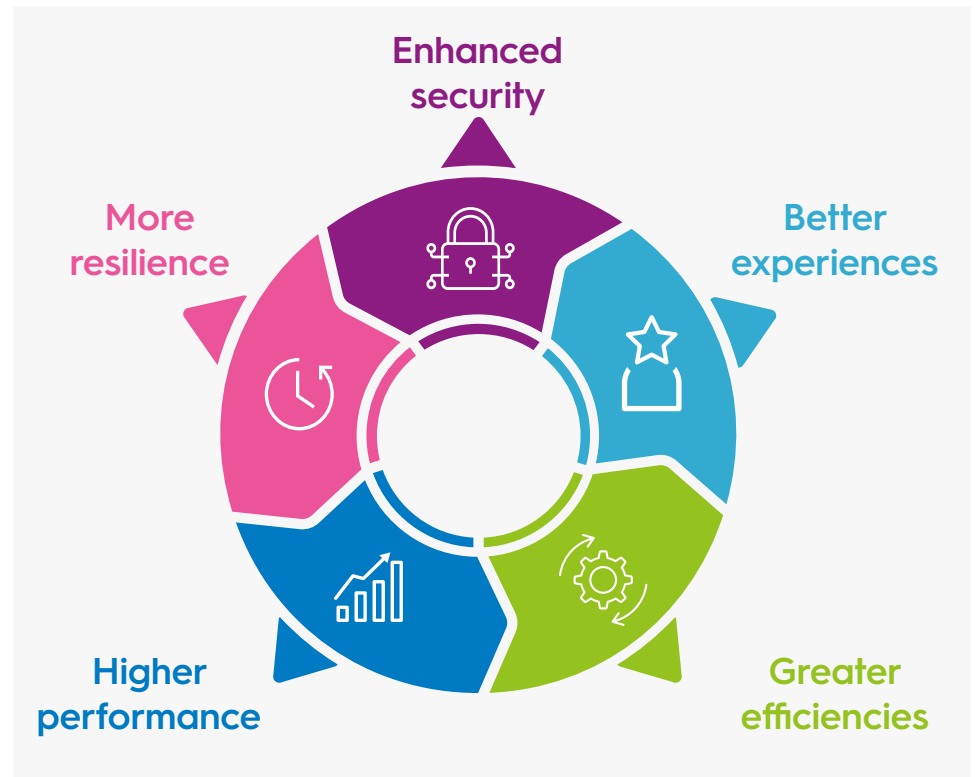 Enhanced
security
More
resilience
Better
experiences
Higher
performance
Greater
efficiencies